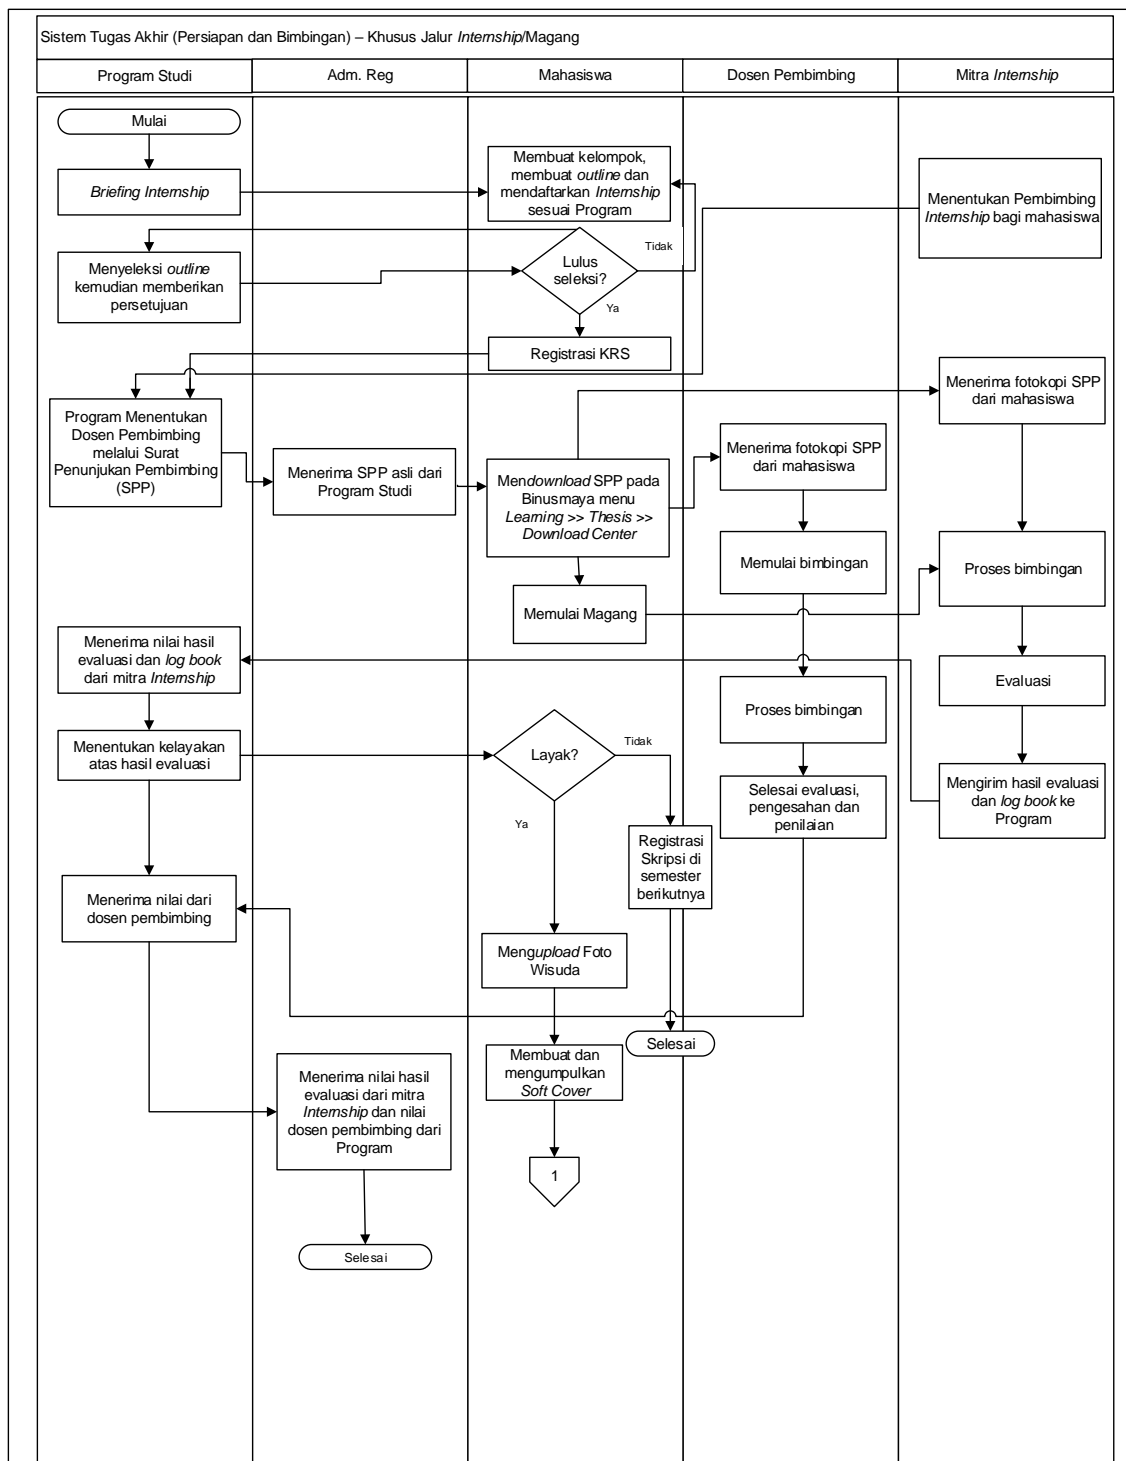 Sistem Tugas Akhir (Persiapan dan Bimbingan) – Khusus Jalur Internship/Magang
Program Studi
Adm. Reg
Mahasiswa
Dosen Pembimbing
Mitra Internship
Mulai
Briefing Internship
Membuat kelompok,
membuat outline dan
mendaftarkan Internship
sesuai Program
Menentukan Pembimbing
Internship bagi mahasiswa
Menyeleksi outline
kemudian memberikan
persetujuan
Lulus
seleksi?
Tidak
Ya
Registrasi KRS
Program Menentukan
Dosen Pembimbing
melalui Surat
Penunjukan Pembimbing
(SPP)
Menerima SPP asli dari
Program Studi
Mendownload SPP pada
Binusmaya menu
Learning >> Thesis >>
Download Center
Menerima fotokopi SPP
dari mahasiswa
Menerima fotokopi SPP
dari mahasiswa
Memulai bimbingan
Proses bimbingan
Memulai Magang
Menerima nilai hasil
evaluasi dan log book
dari mitra Internship
Evaluasi
Proses bimbingan
Menentukan kelayakan
atas hasil evaluasi
Layak?
Tidak
Ya
Selesai evaluasi,
pengesahan dan
penilaian
Mengirim hasil evaluasi
dan log book ke
Program
Registrasi
Skripsi di
semester
berikutnya
Menerima nilai dari
dosen pembimbing
Mengupload Foto
Wisuda
Selesai
Membuat dan
mengumpulkan
Soft Cover
Menerima nilai hasil
evaluasi dari mitra
Internship dan nilai
dosen pembimbing dari
Program
1
Selesai